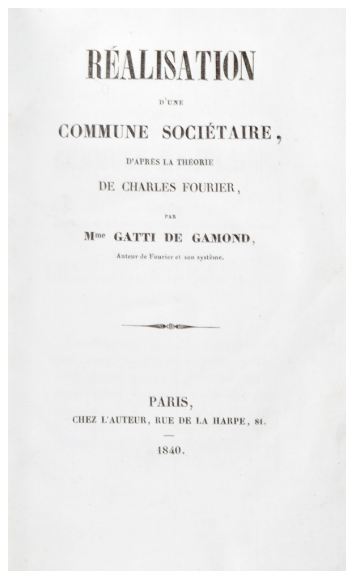 RÉALISATION
D'UNE
COMMUNE SOCIÉTAIRE,
D'APRÈS LA THÉORIE
DE CHARLES FOURIER,
PAR
Mme GATTI DE GAMOND,
Auteur de Fourier et son système.
PARIS,
CHEZ L'AUTEUR, RUE DE LA HARPE, 81.
1840.